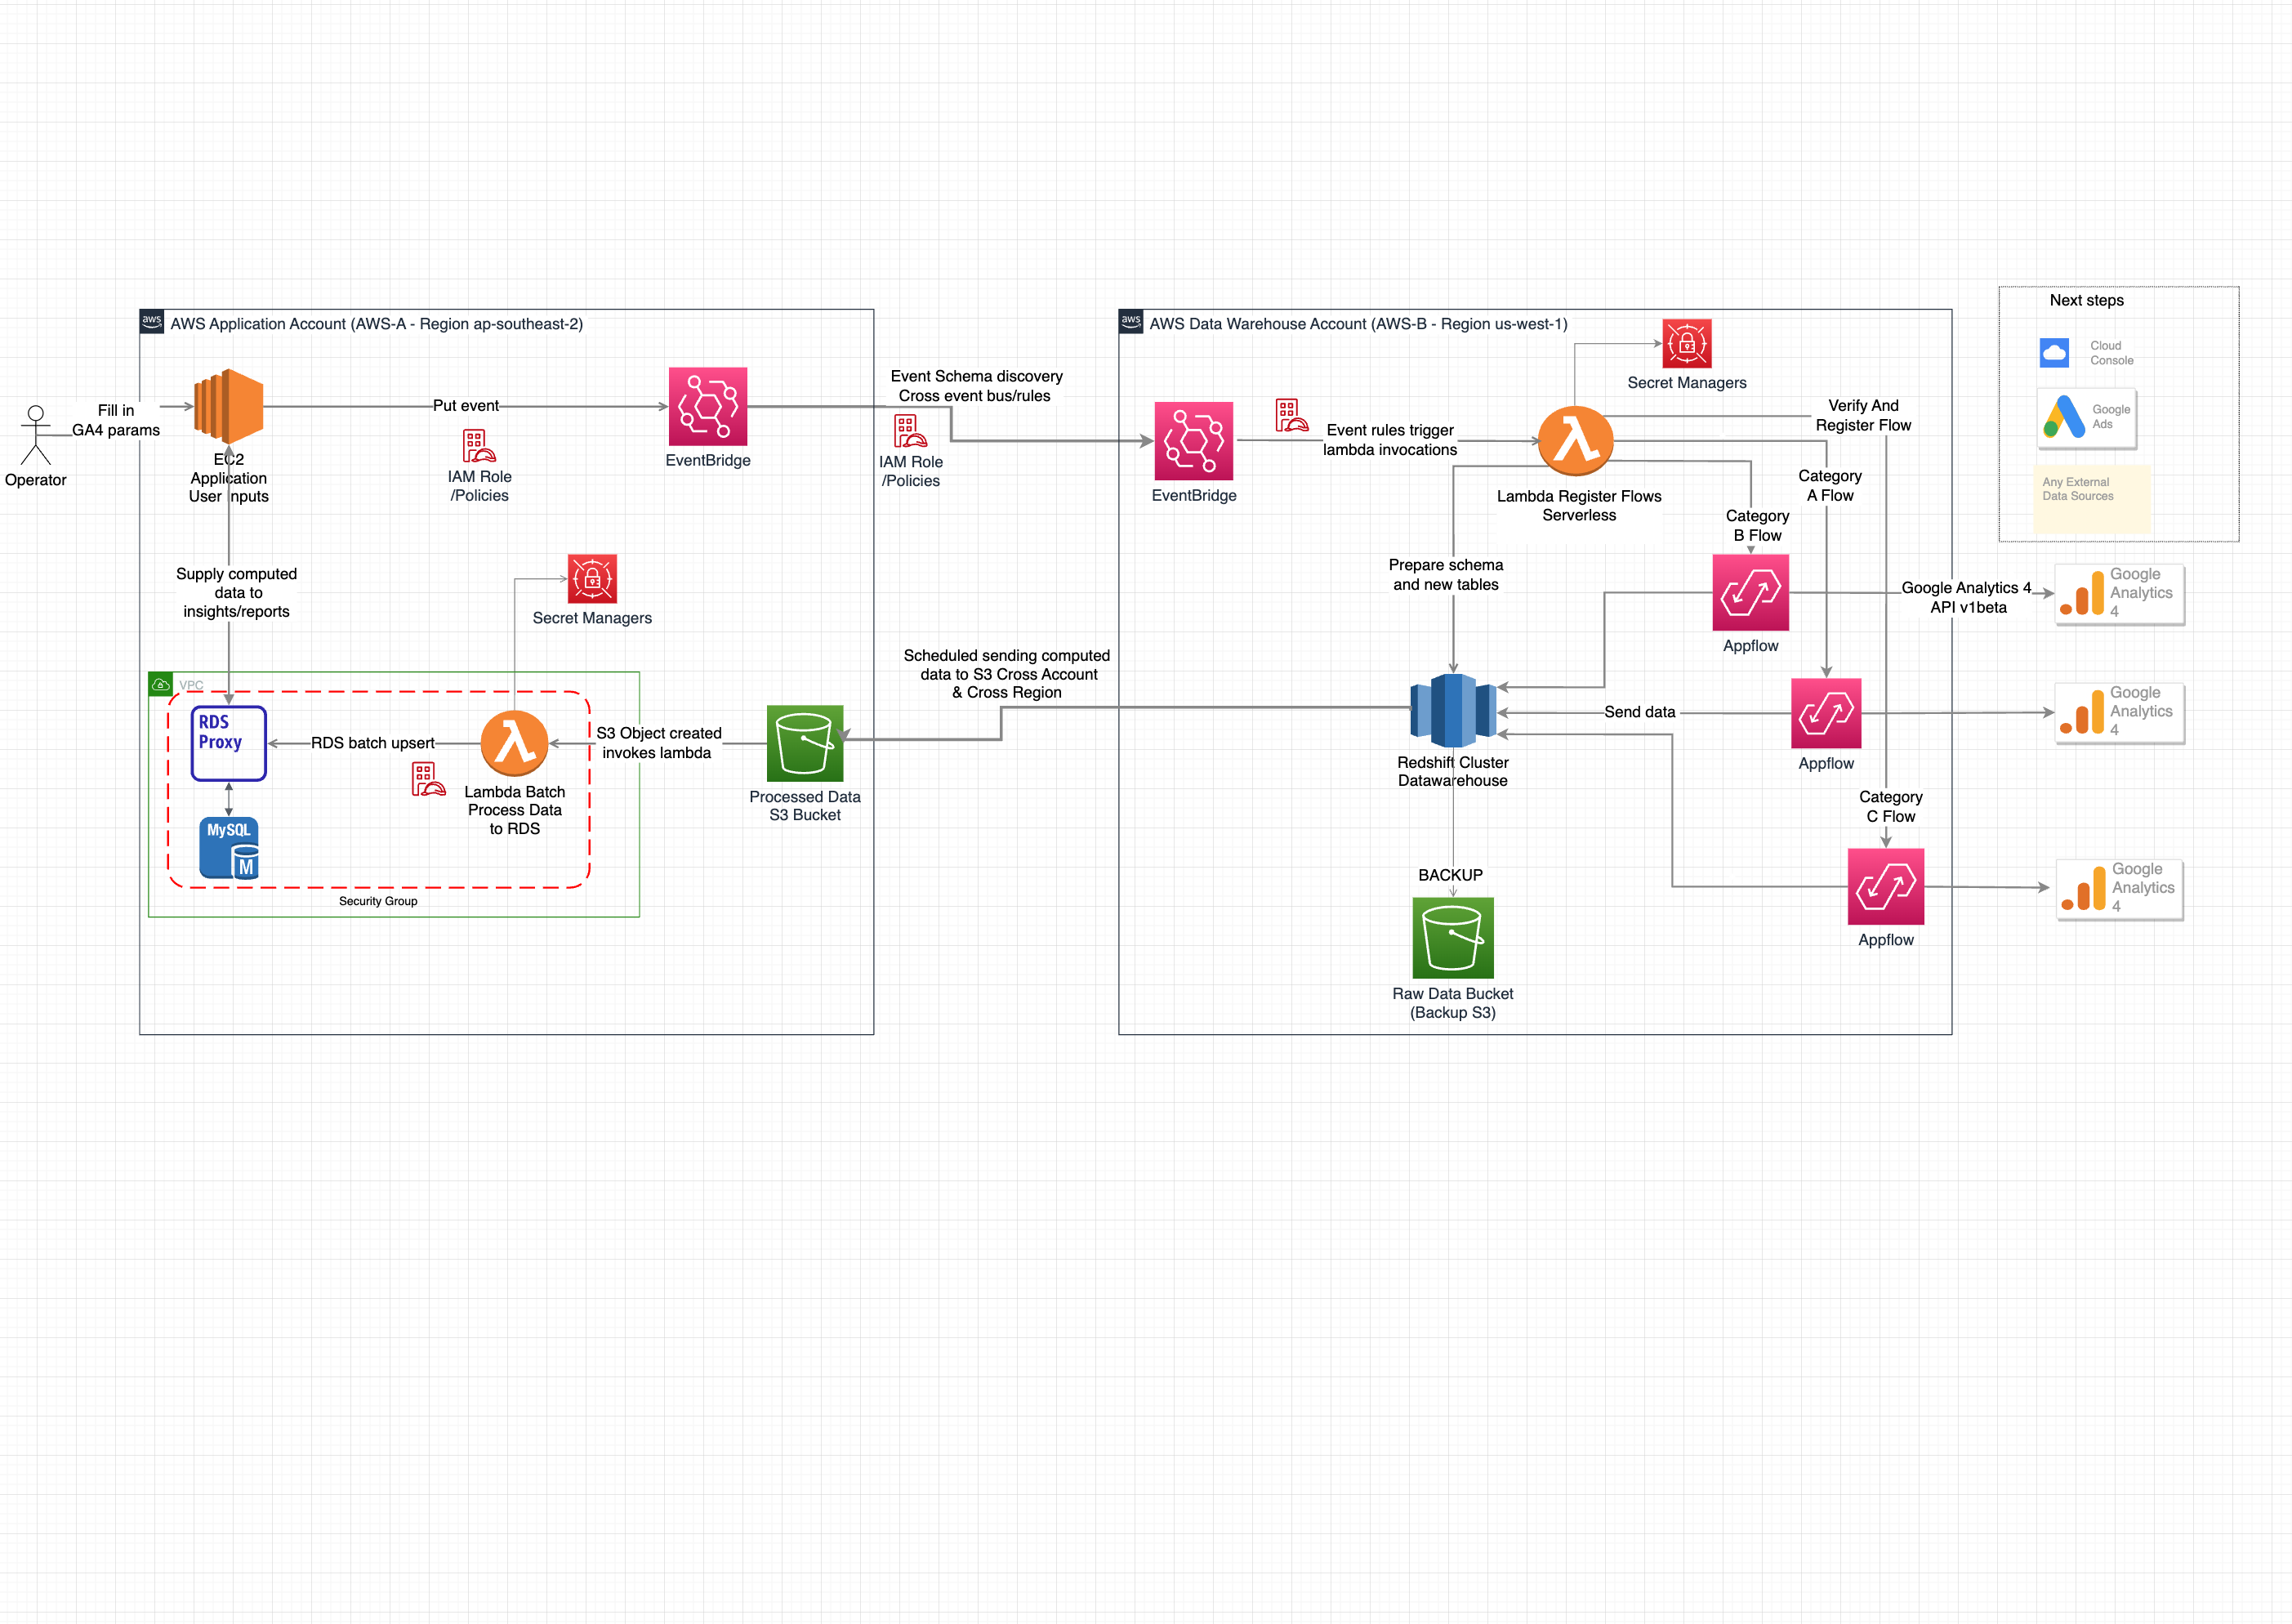 Next steps
Cloud
Console
Google
Ads
Any External
Data Sources
aws
AWS Application Account (AWS-A - Region ap-southeast-2)
Operator
Fill in
GA4 params
EC2
Application
User Inputs
Put event
IAM Role
/Policies
EventBridge
Event Schema discovery
Cross event bus/rules
IAM Role
/Policies
Supply computed
data to
insights/reports
Secret Managers
VPC
RDS
Proxy
RDS batch upsert
MySQL
M
Lambda Batch
Process Data
to RDS
Security Group
S3 Object created
invokes lambda
Processed Data
S3 Bucket
Scheduled sending computed
data to S3 Cross Account
& Cross Region
aws
AWS Data Warehouse Account (AWS-B - Region us-west-1)
EventBridge
Event rules trigger
lambda invocations
Secret Managers
Lambda Register Flows
Serverless
Verify And
Register Flow
Category
A Flow
Category
B Flow
Prepare schema
and new tables
Appflow
Google Analytics 4
API v1beta
Google
Analytics
4
Send data
Redshift Cluster
Datawarehouse
Appflow
Google
Analytics
4
Category
C Flow
Appflow
Google
Analytics
4
BACKUP
Raw Data Bucket
(Backup S3)